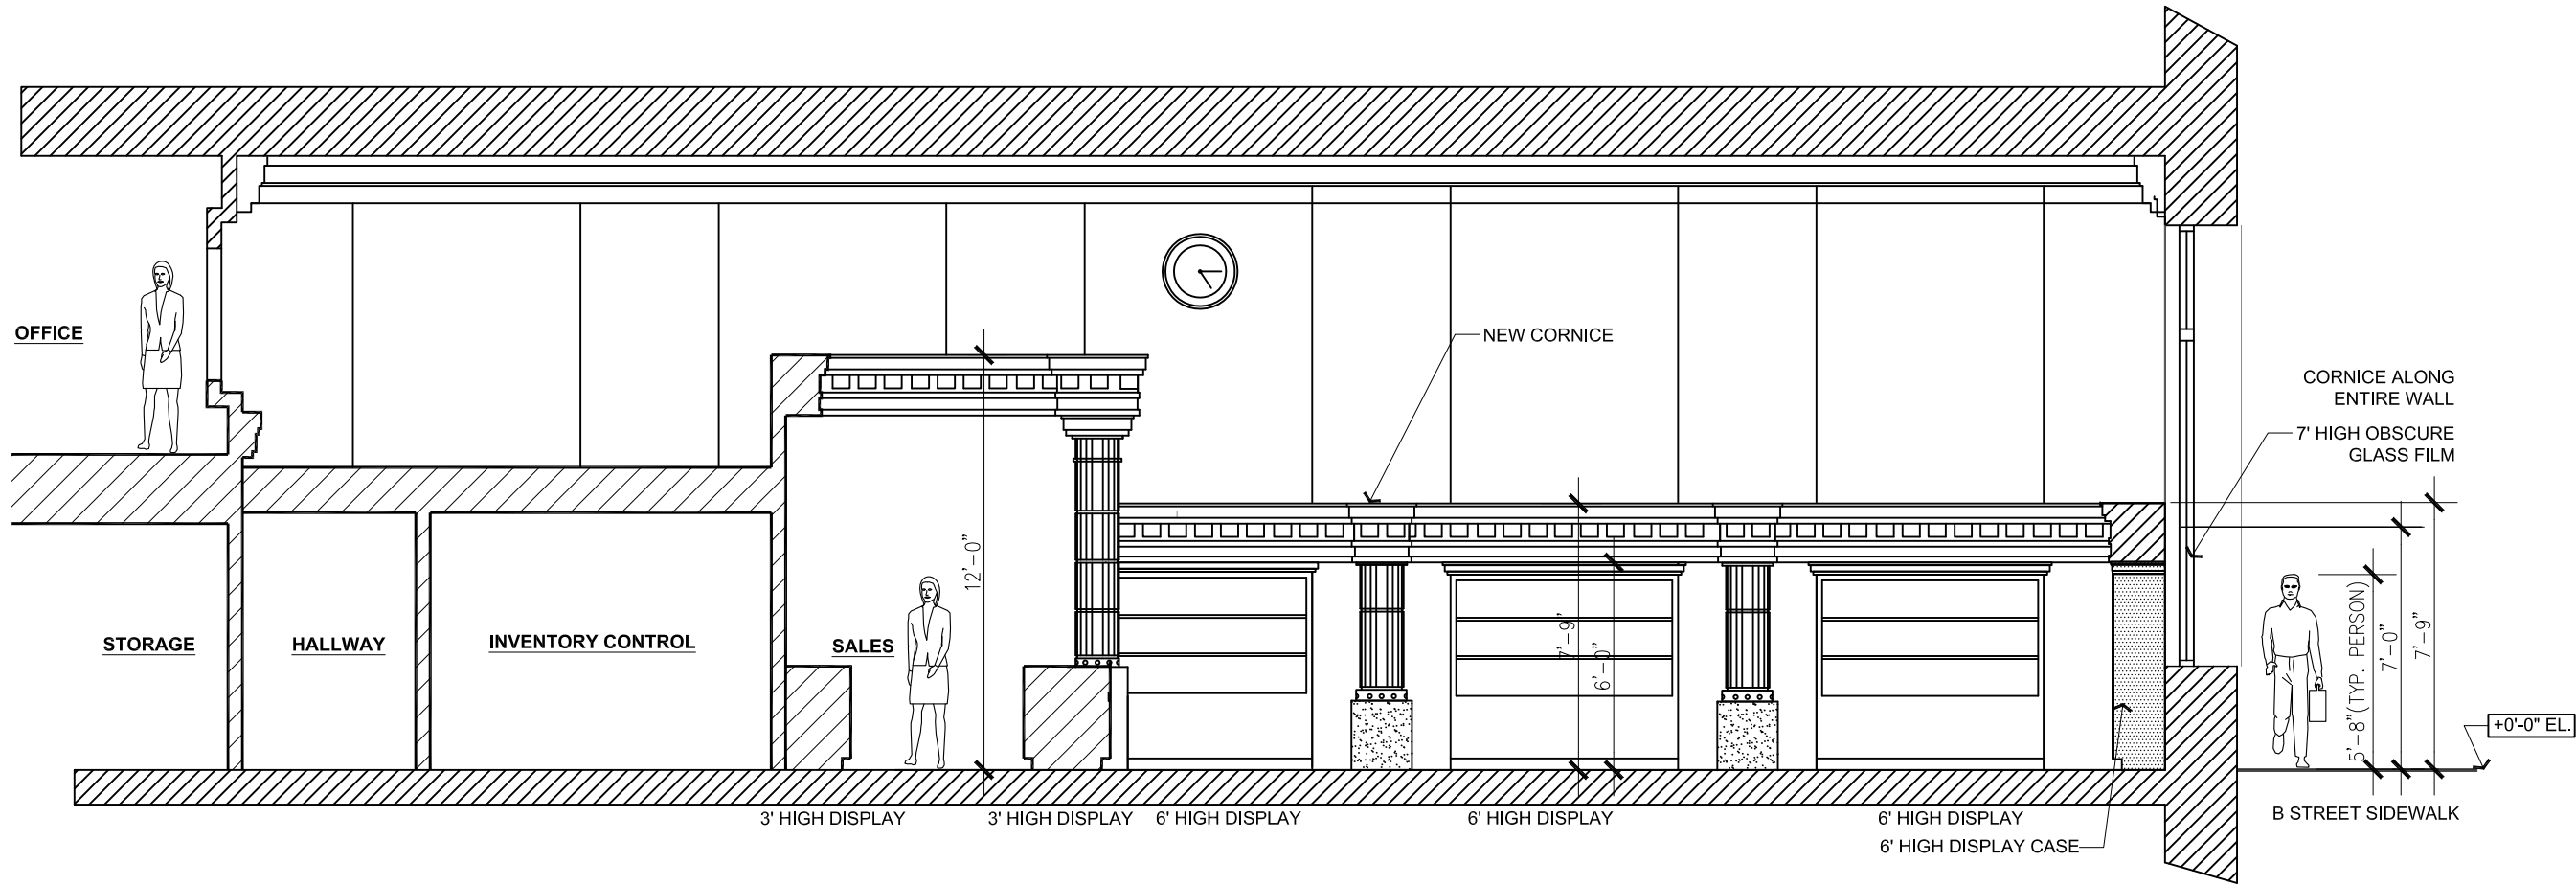 OFFICE
NEW CORNICE
CORNICE ALONG
ENTIRE WALL
7' HIGH OBSCURE
GLASS FILM
12'-0"
STORAGE
HALLWAY
INVENTORY CONTROL
SALES
7'-9"
6'-0"
5'-8"(TYP. PERSON)
7'-0"
7'-9"
+0'-0" EL.
3' HIGH DISPLAY
3' HIGH DISPLAY
6' HIGH DISPLAY
6' HIGH DISPLAY
6' HIGH DISPLAY
6' HIGH DISPLAY CASE
B STREET SIDEWALK